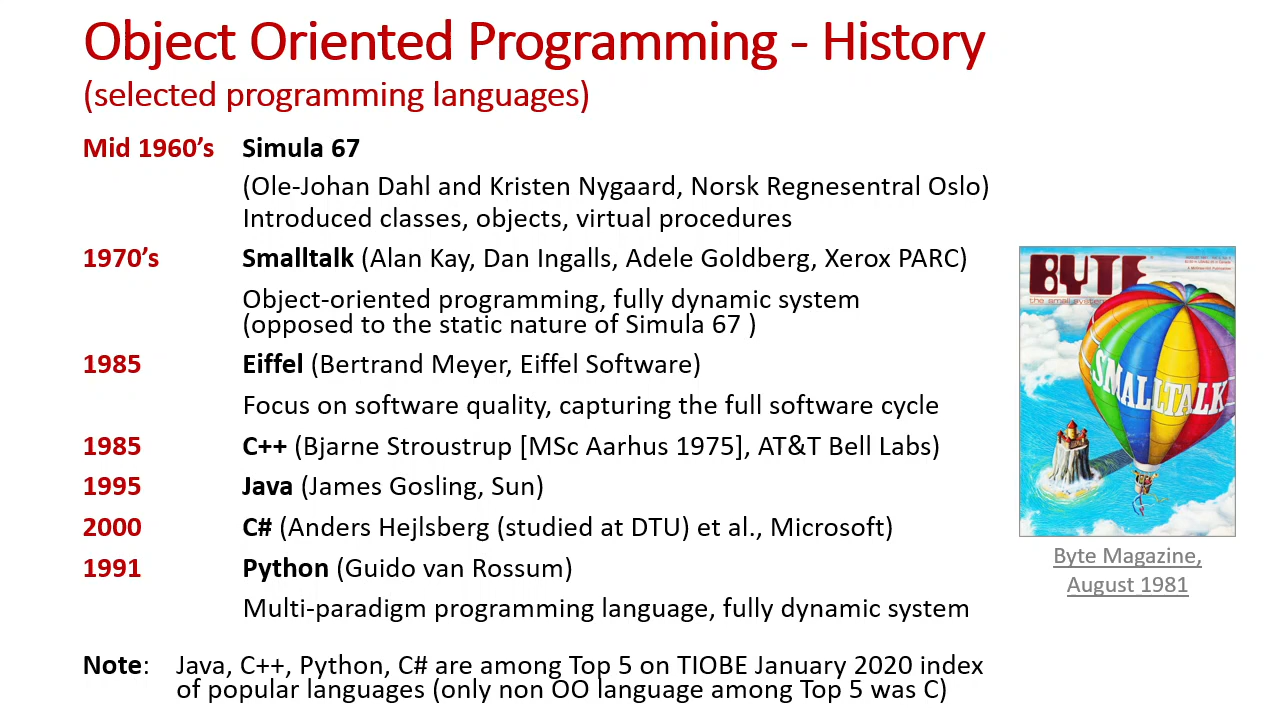 Object Oriented Programming - History
(selected programming languages)
Mid 1960’s Simula 67
(Ole-Johan Dahl and Kristen Nygaard, Norsk Regnesentral Oslo)
Introduced classes, objects, virtual procedures
1970’s Smalltalk (Alan Kay, Dan Ingalls, Adele Goldberg, Xerox PARC)
Object-oriented programming, fully dynamic system
(opposed to the static nature of Simula 67 )
1985 Eiffel (Bertrand Meyer, Eiffel Software)
Focus on software quality, capturing the full software cycle
1985 C++ (Bjarne Stroustrup [MSc Aarhus 1975], AT&T Bell Labs)
1995 Java (James Gosling, Sun)
2000 C# (Anders Hejlsberg (studied at DTU) et al., Microsoft)
1991 Python (Guido van Rossum)
Multi-paradigm programming language, fully dynamic system
Note: Java, C++, Python, C# are among Top 5 on TIOBE January 2020 index
of popular languages (only non OO language among Top 5 was C)
BYTE
the small systems
SMALLTALK
Byte Magazine,
August 1981